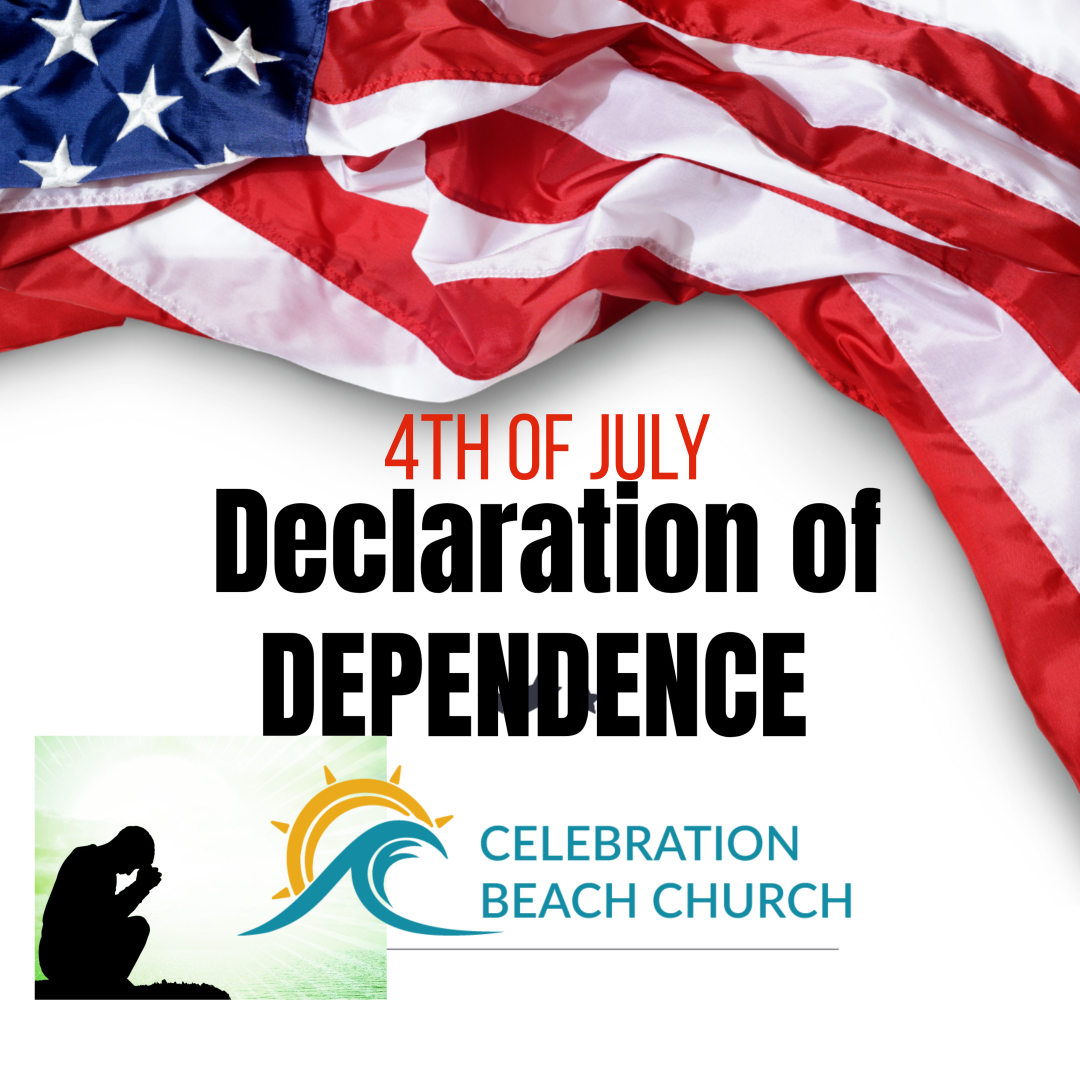 4TH OF JULY
Declaration of
DEPENDENCE
CELEBRATION
BEACH CHURCH